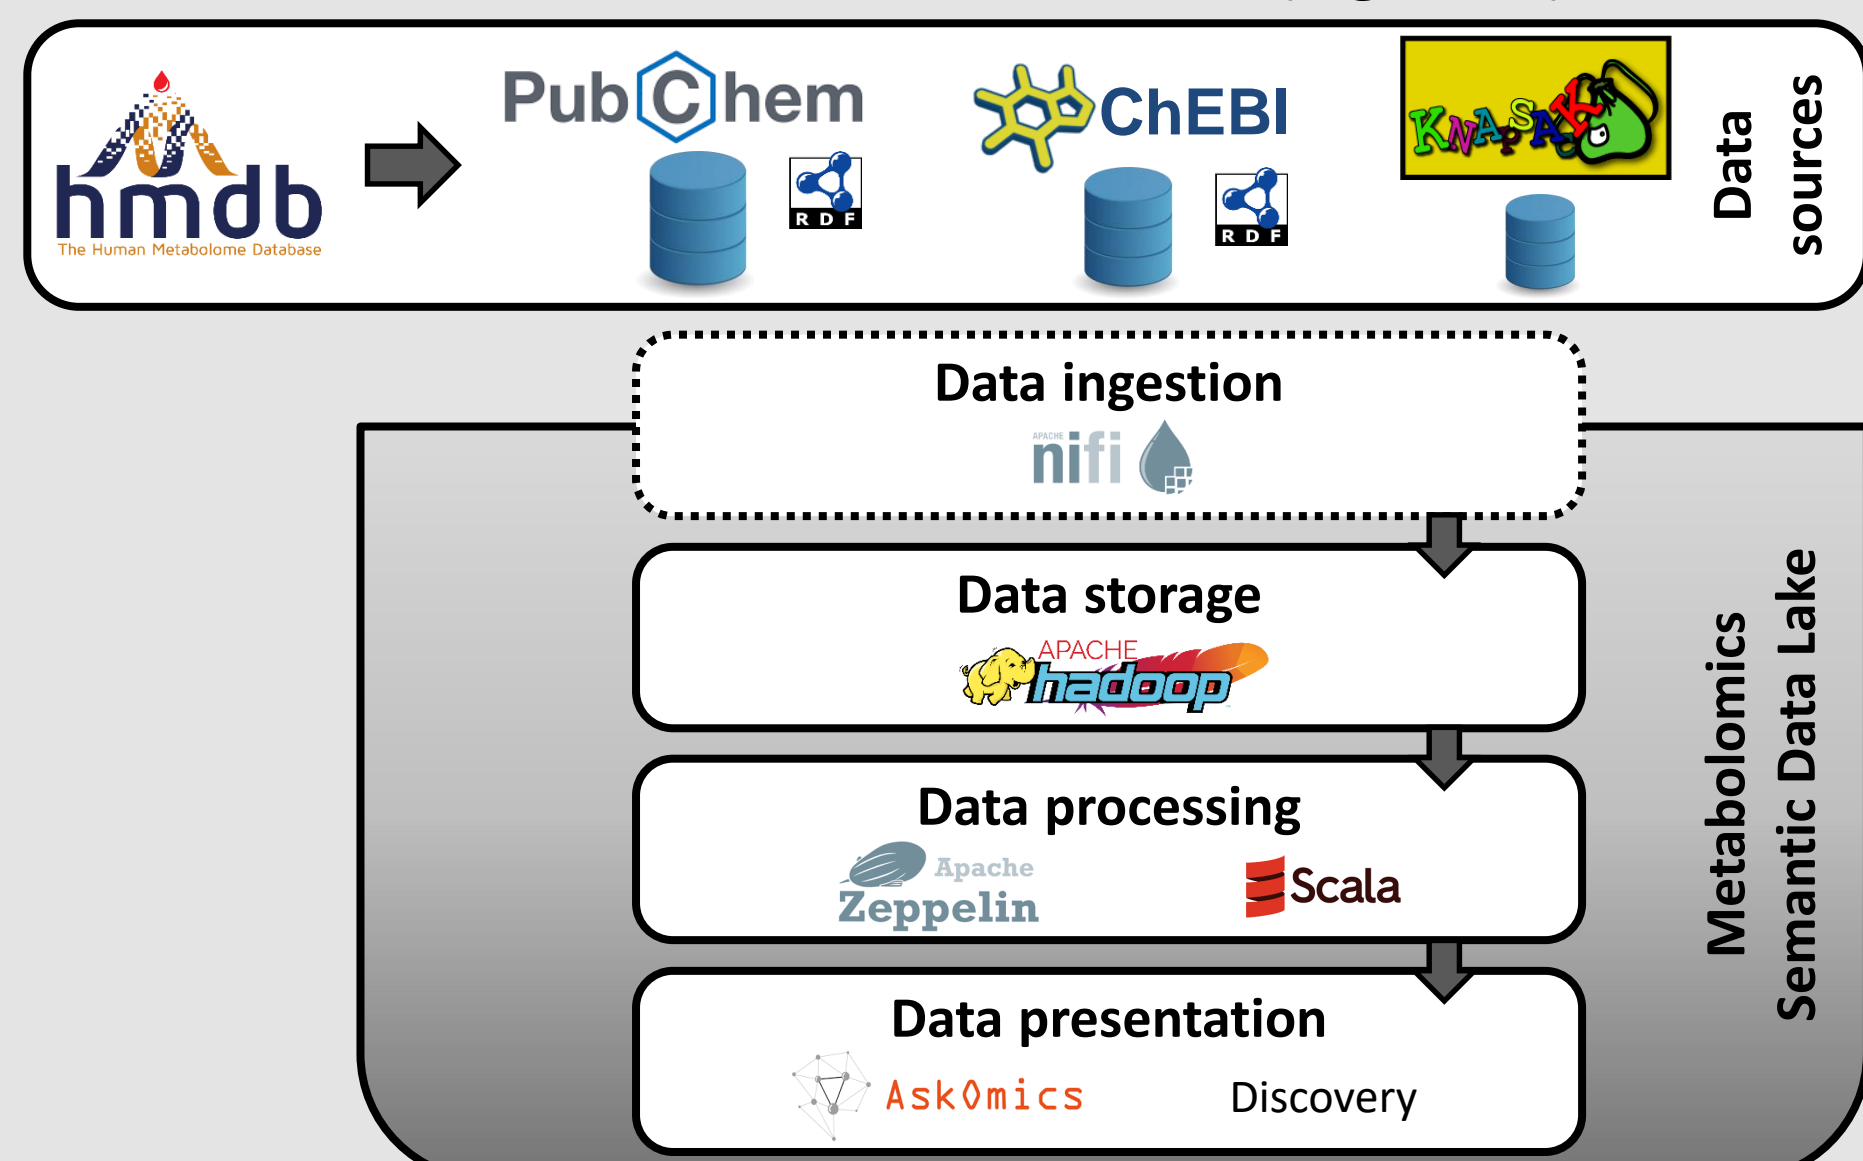 hmdb
The Human Metabolome Database
PubChem
RDF
ChEBI
RDF
KNApSAcK
Data
sources
Data ingestion
APACHE
nifi
Data storage
APACHE
hadoop
Data processing
Apache
Zeppelin
Scala
Data presentation
AskOmics
Discovery
Metabolomics
Semantic Data Lake